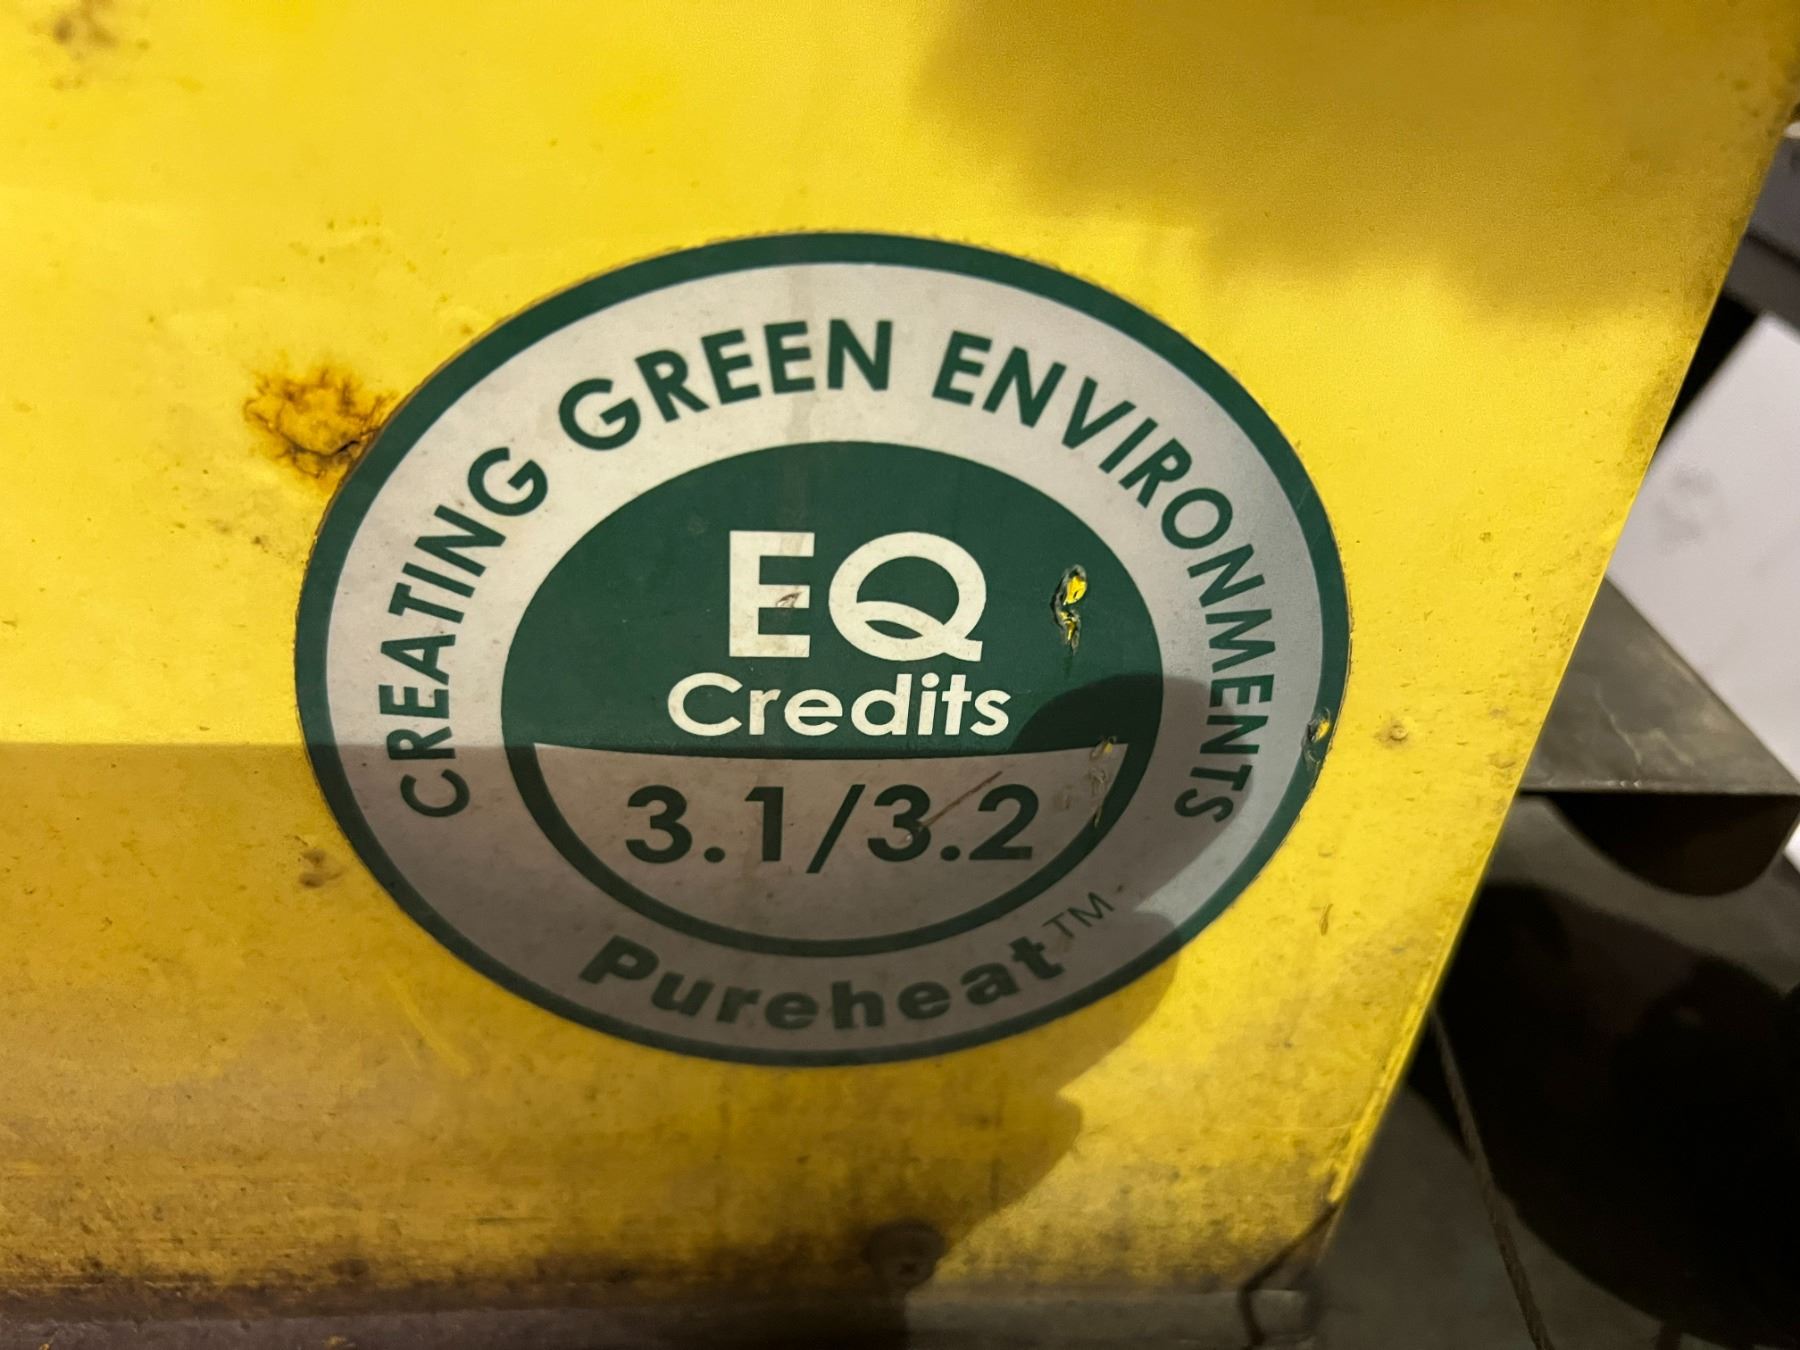 CREATING GREEN ENVIRONMENTS
EQ
Credits
3.1/3.2
Pureheat™